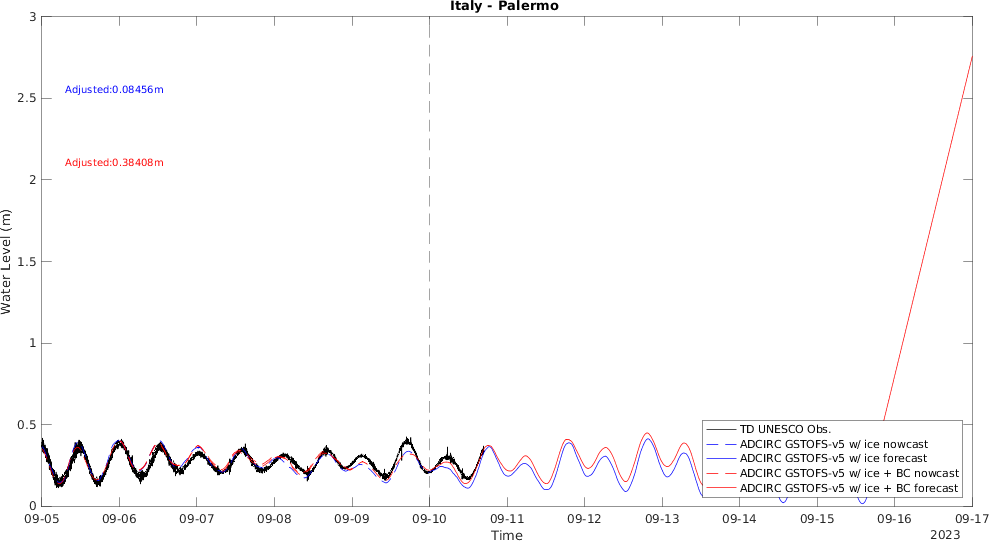 Italy - Palermo
3
2.5
2
1.5
1
0.5
0
Water Level (m)
Adjusted:0.08456m
Adjusted:0.38408m
TD UNESCO Obs.
ADCIRC GSTOFS-v5 w/ ice nowcast
ADCIRC GSTOFS-v5 w/ ice forecast
ADCIRC GSTOFS-v5 w/ ice + BC nowcast
ADCIRC GSTOFS-v5 w/ ice + BC forecast
09-05 09-06 09-07 09-08 09-09 09-10 09-11 09-12 09-13 09-14 09-15 09-16 09-17
Time
2023